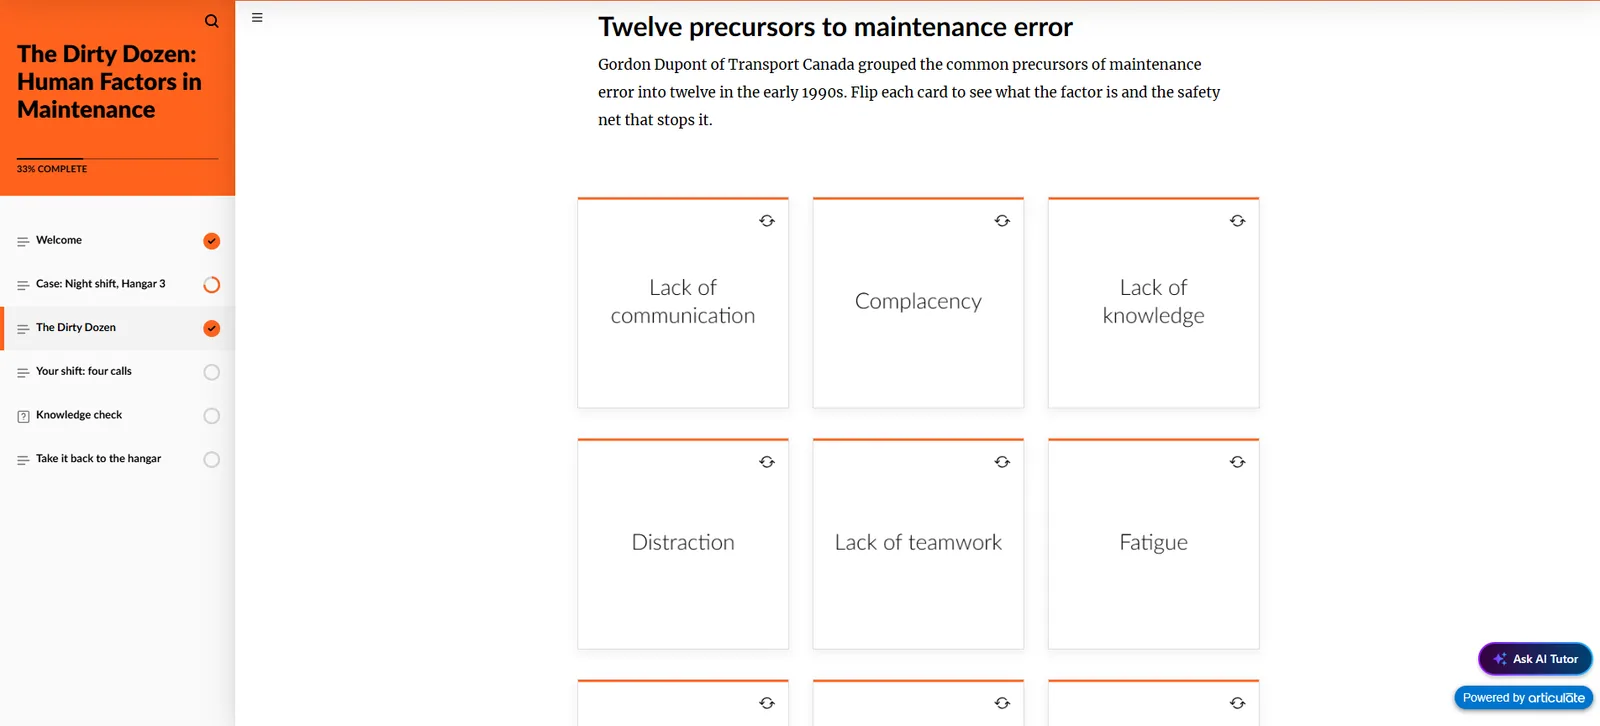 The Dirty Dozen:
Human Factors in
Maintenance
33% COMPLETE
Welcome
Case: Night shift, Hangar 3
The Dirty Dozen
Your shift: four calls
Knowledge check
Take it back to the hangar
Twelve precursors to maintenance error
Gordon Dupont of Transport Canada grouped the common precursors of maintenance
error into twelve in the early 1990s. Flip each card to see what the factor is and the safety
net that stops it.
Lack of
communication
Complacency
Lack of
knowledge
Distraction
Lack of teamwork
Fatigue
Ask AI Tutor
Powered by articulate